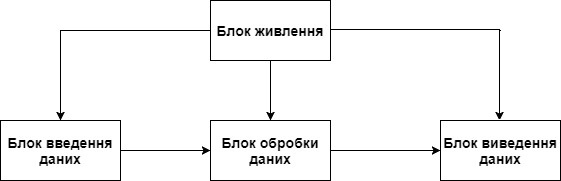 Блок живлення
Блок введення
даних
Блок обробки
даних
Блок виведення
даних